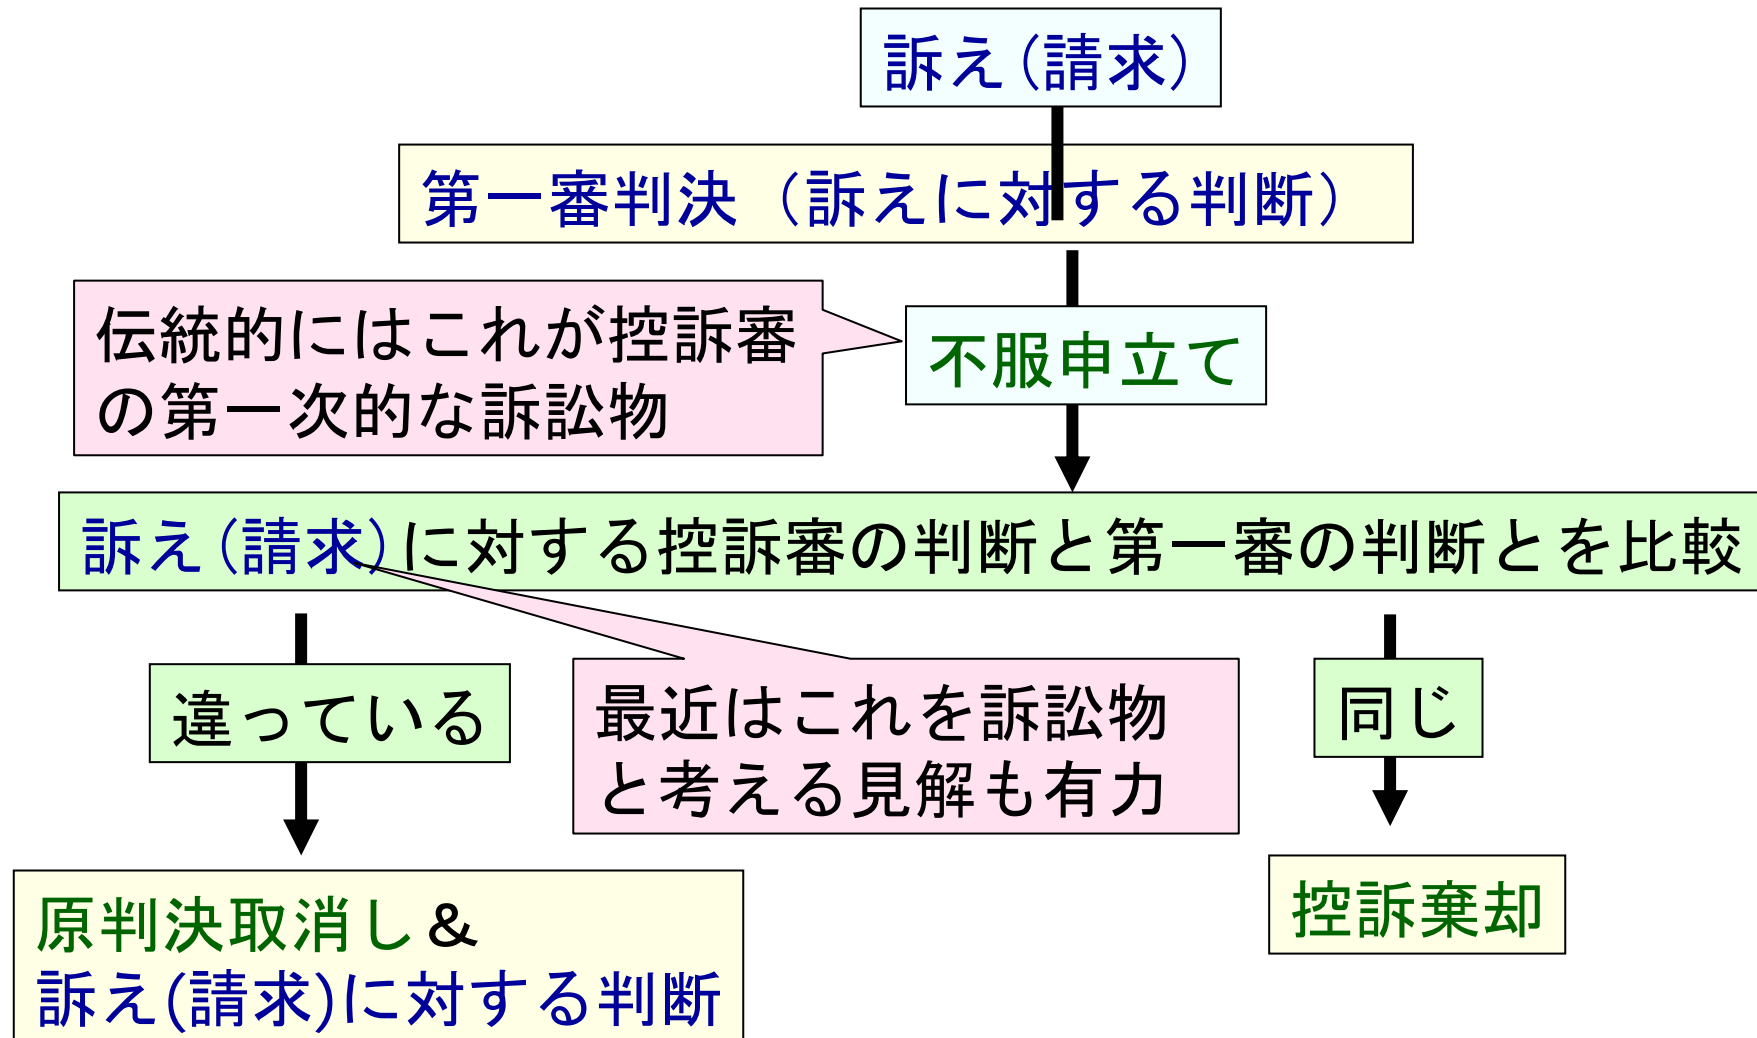 訴え(請求)
第一審判決（訴えに対する判断）
伝統的にはこれが控訴審
の第一次的な訴訟物
不服申立て
訴え(請求)に対する控訴審の判断と第一審の判断とを比較
違っている
最近はこれを訴訟物
と考える見解も有力
同じ
原判決取消し&
訴え(請求)に対する判断
控訴棄却